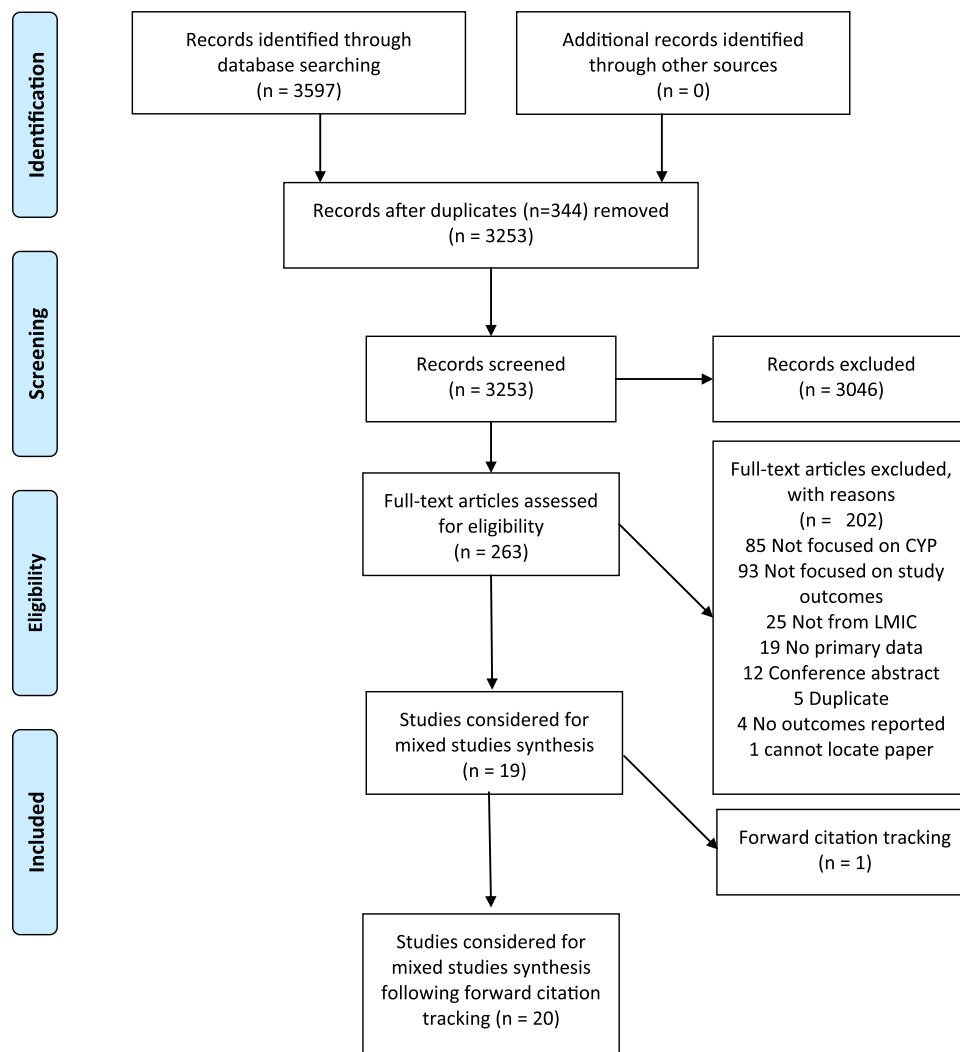 Identification
Records identified through
database searching
(n = 3597)
Additional records identified
through other sources
(n = 0)
Records after duplicates (n=344) removed
(n = 3253)
Screening
Records screened
(n = 3253)
Records excluded
(n = 3046)
Eligibility
Full-text articles assessed
for eligibility
(n = 263)
Full-text articles excluded,
with reasons
(n = 202)
85 Not focused on CYP
93 Not focused on study
outcomes
25 Not from LMIC
19 No primary data
12 Conference abstract
5 Duplicate
4 No outcomes reported
1 cannot locate paper
Included
Studies considered for
mixed studies synthesis
(n = 19)
Forward citation tracking
(n = 1)
Studies considered for
mixed studies synthesis
following forward citation
tracking (n = 20)